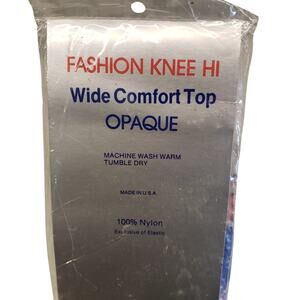 FASHION KNEE HI
Wide Comfort Top
OPAQUE
MACHINE WASH WARM
TUMBLE DRY
MADE IN U.S.A.
100% Nylon
Exclusive of Elastic